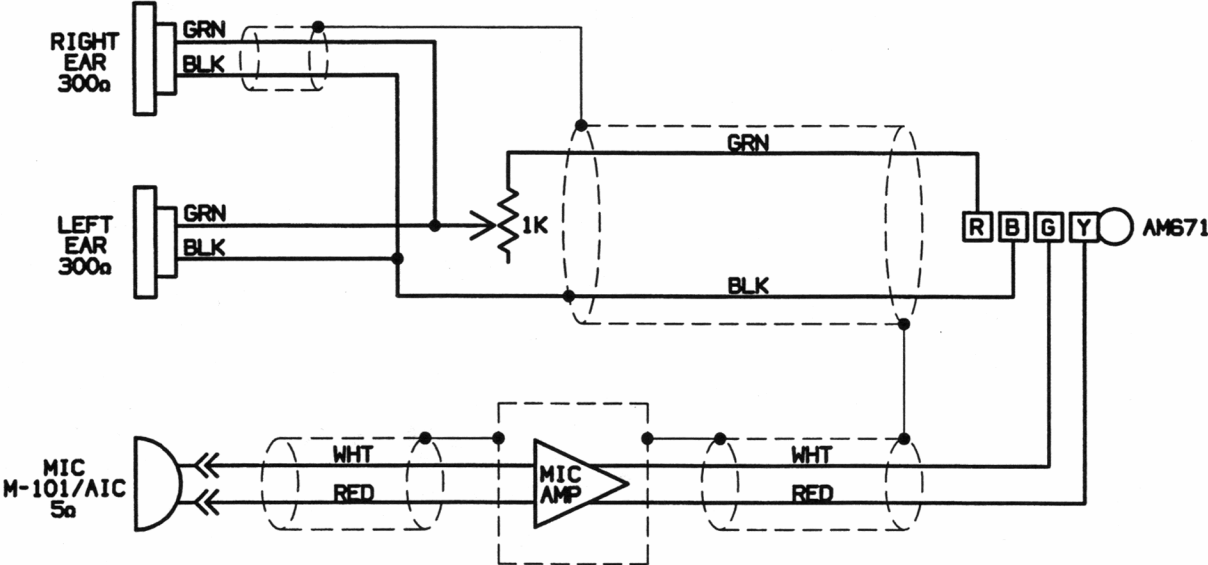 RIGHT
EAR
300Ω
GRN
BLK
LEFT
EAR
300Ω
GRN
BLK
1K
GRN
BLK
R B G Y
AM671
MIC
M-101/AIC
5Ω
WHT
RED
MIC
AMP
WHT
RED